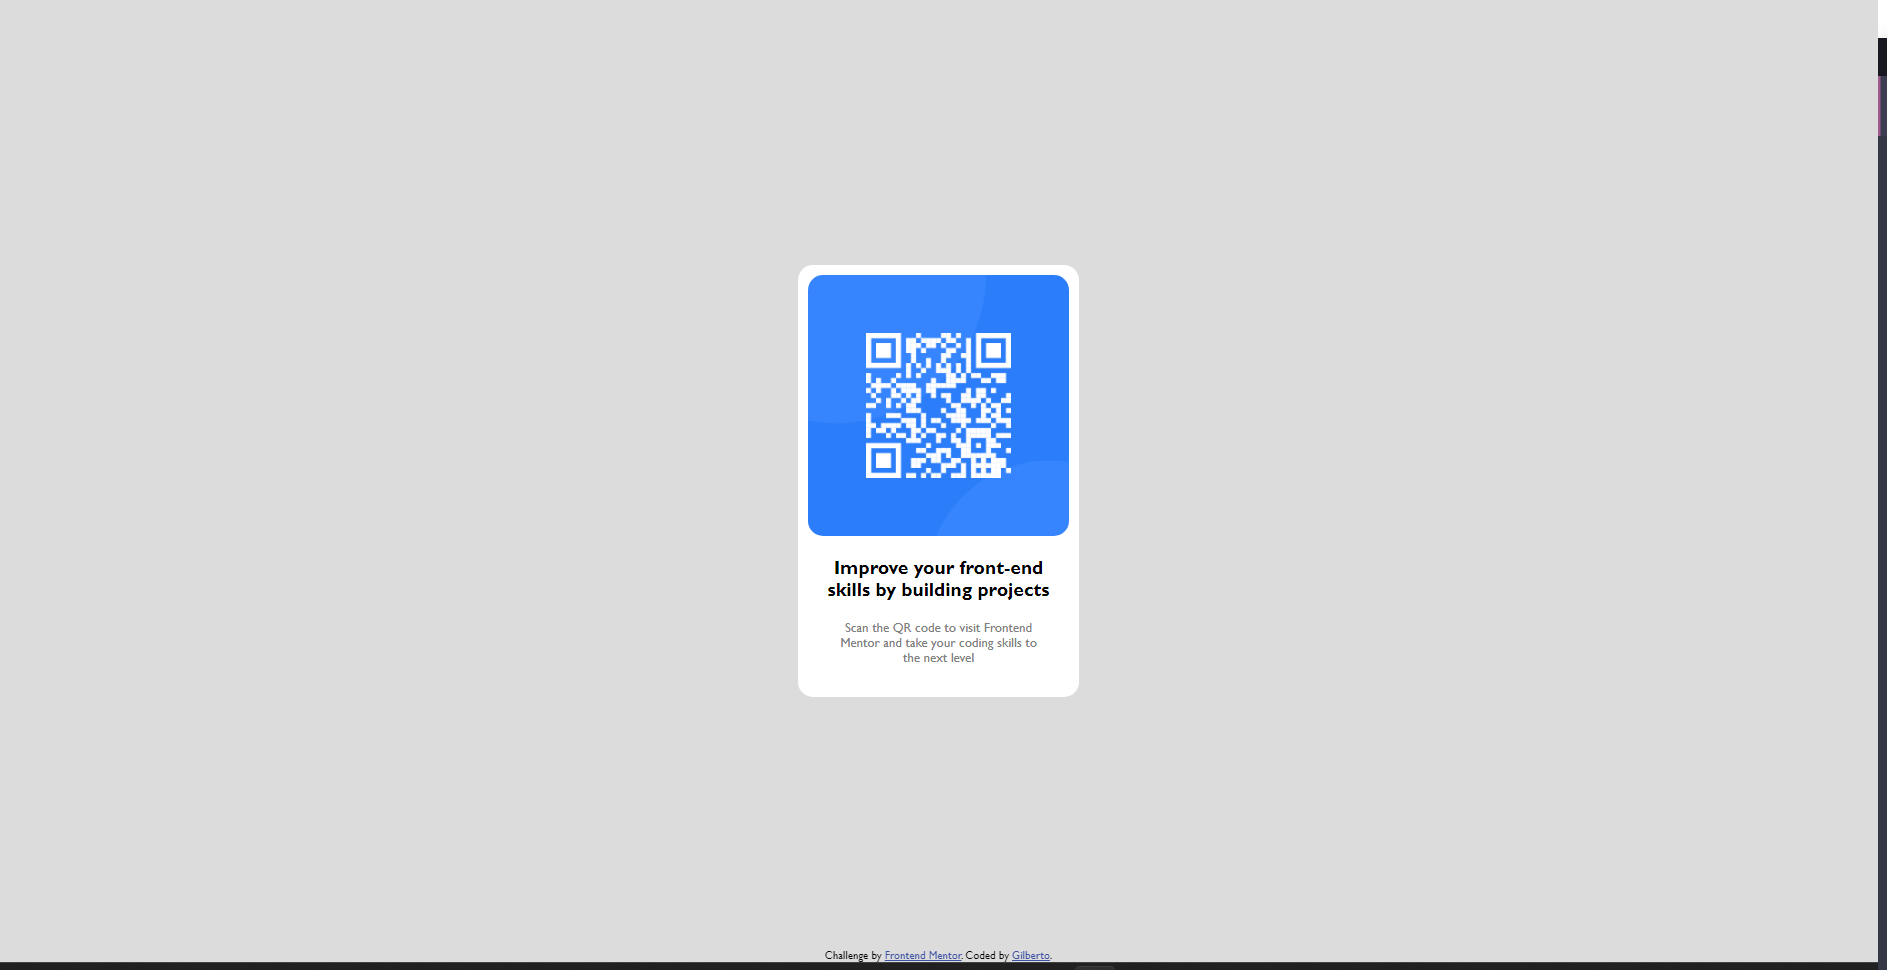 Improve your front-end
skills by building projects
Scan the QR code to visit Frontend
Mentor and take your coding skills to
the next level
Challenge by Frontend Mentor. Coded by Gilberto.